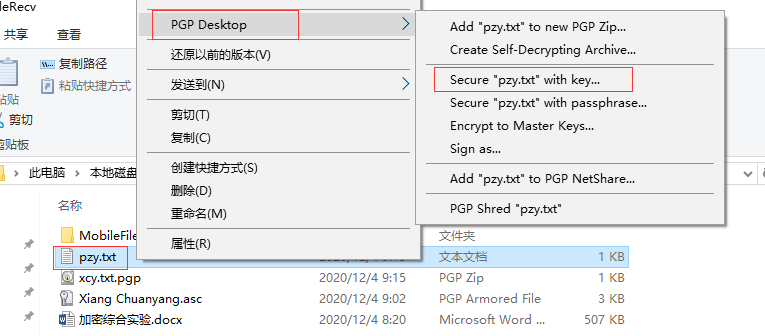 leRecv
共享
查看
复制路径
粘贴快捷方式
粘贴
剪切
剪贴板
此电脑
本地磁盘
PGP Desktop
还原以前的版本(V)
发送到(N)
剪切(T)
复制(C)
创建快捷方式(S)
删除(D)
重命名(M)
属性(R)
Add "pzy.txt" to new PGP Zip...
Create Self-Decrypting Archive...
Secure "pzy.txt" with key...
Secure "pzy.txt" with passphrase...
Encrypt to Master Keys...
Sign as...
Add "pzy.txt" to PGP NetShare...
PGP Shred "pzy.txt"
名称
MobileFile
文件夹
pzy.txt
文本文档 1 KB
xcy.txt.pgp 2020/12/4 9:15 PGP Zip 1 KB
Xiang Chuanyang.asc 2020/12/4 9:02 PGP Armored File 3 KB
加密综合实验.docx 2020/12/4 8:20 Microsoft Word ... 507 KB